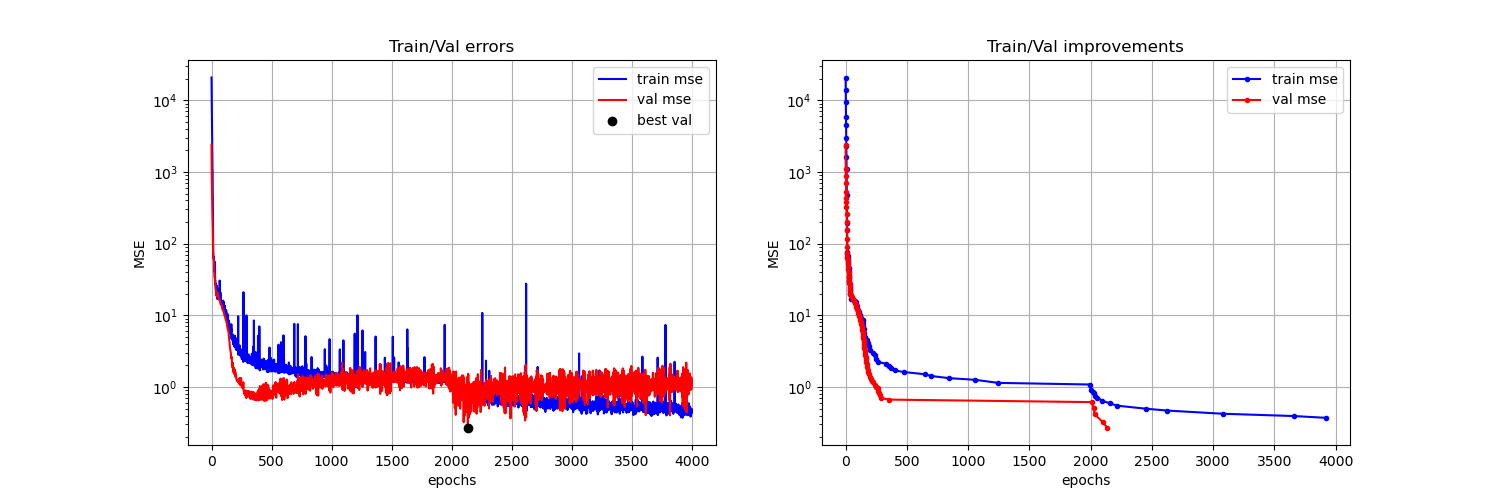 Train/Val errors
MSE
10⁴
10³
10²
10¹
10⁰
train mse
val mse
best val
0 500 1000 1500 2000 2500 3000 3500 4000
epochs
Train/Val improvements
MSE
10⁴
10³
10²
10¹
10⁰
train mse
val mse
0 500 1000 1500 2000 2500 3000 3500 4000
epochs